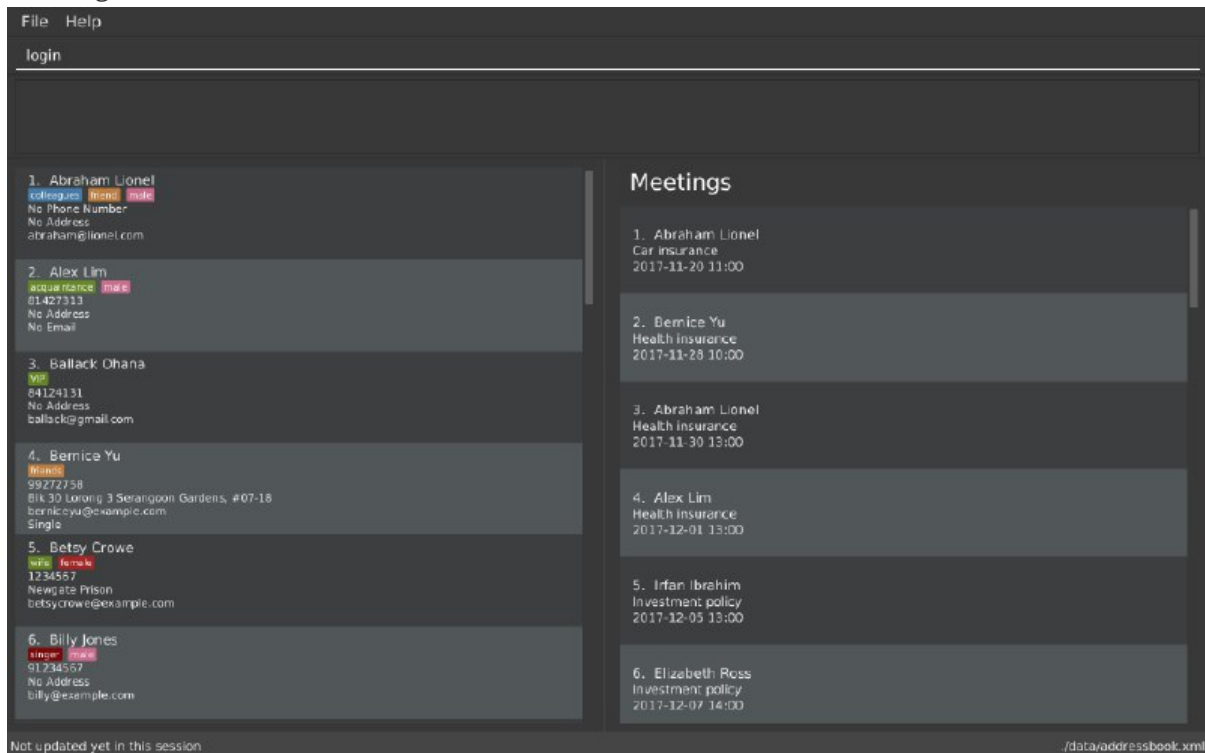 File Help
login
1. Abraham Lionel
colleagues friend male
No Phone Number
No Address
abraham@lionel.com
2. Alex Lim
acquaintance male
81427313
No Address
No Email
3. Ballack Ohana
VIP
84124131
No Address
ballack@gmail.com
4. Bernice Yu
friends
99272758
Blk 30 Lorong 3 Serangoon Gardens, #07-18
berniceyu@example.com
Single
5. Betsy Crowe
wife female
1234567
Newgate Prison
betsycrowe@example.com
6. Billy Jones
singer male
91234567
No Address
billy@example.com
Meetings
1. Abraham Lionel
Car insurance
2017-11-20 11:00
2. Bernice Yu
Health insurance
2017-11-28 10:00
3. Abraham Lionel
Health insurance
2017-11-30 13:00
4. Alex Lim
Health insurance
2017-12-01 13:00
5. Irfan Ibrahim
Investment policy
2017-12-05 13:00
6. Elizabeth Ross
Investment policy
2017-12-07 14:00
Not updated yet in this session
./data/addressbook.xml